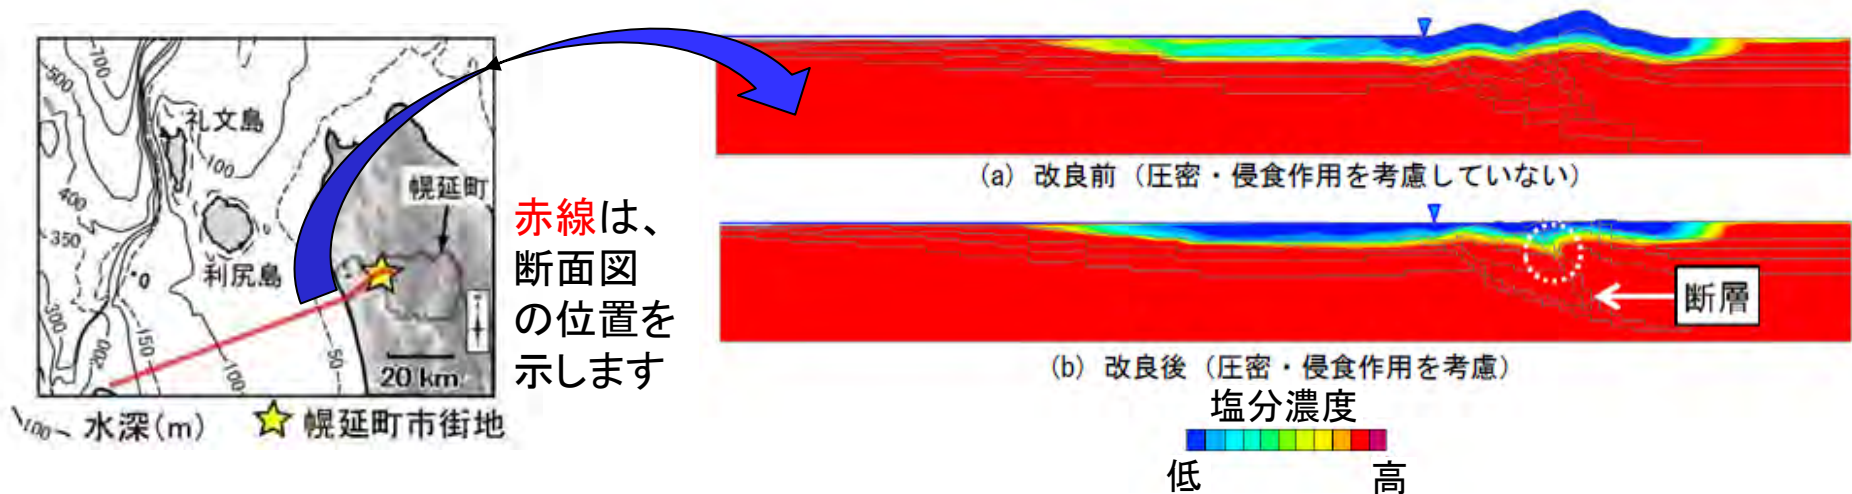 700
500
礼文島
100
400
幌延町
350
利尻島
0
300
200
150
100
50
20 km
100
水深(m)
幌延町市街地
赤線は、
断面図
の位置を
示します
(a) 改良前（圧密・侵食作用を考慮していない）
断層
(b) 改良後（圧密・侵食作用を考慮）
塩分濃度
低
高